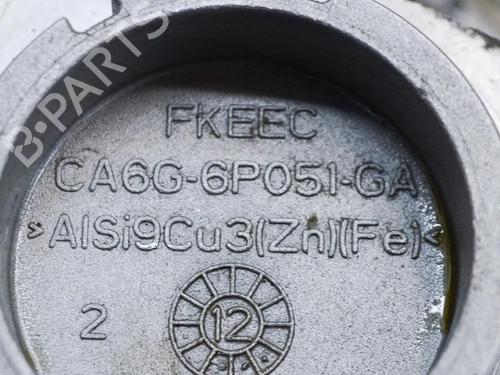 B-PARTS
FKEEC
CA6G-6P051-GA
>AlSi9Cu3(Zn)(Fe)<
2
12